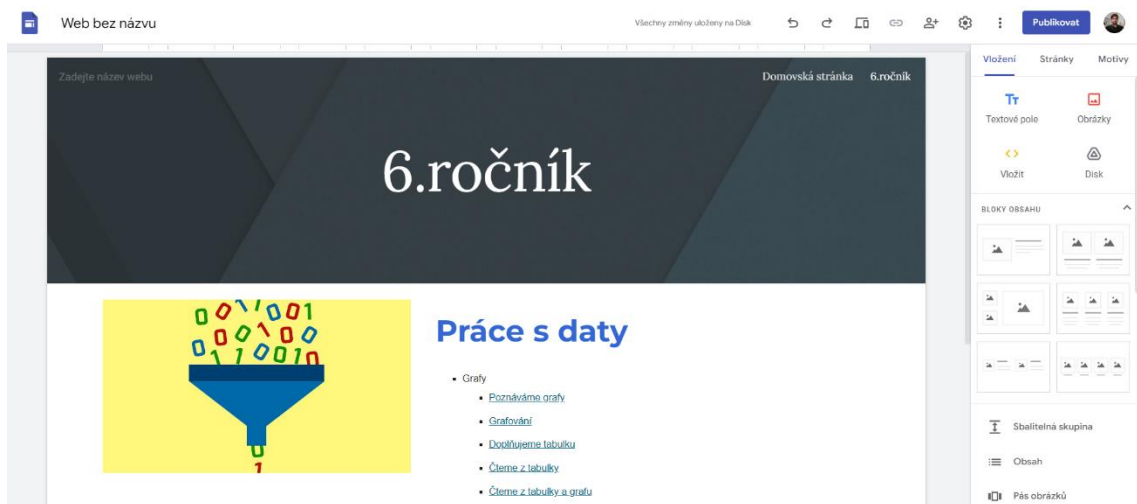 Web bez názvu
Všechny změny uloženy na Disk
Publikovat
Zadejte název webu
Domovská stránka 6.ročník
6.ročník
Práce s daty
Grafy
Poznáváme grafy
Grafování
Doplňujeme tabulku
Čteme z tabulky
Čteme z tabulky a grafu
Vložení Stránky Motivy
Textové pole Obrázky
Vložit Disk
BLOKY OBSAHU
Sbalitelná skupina
Obsah
Pás obrázků